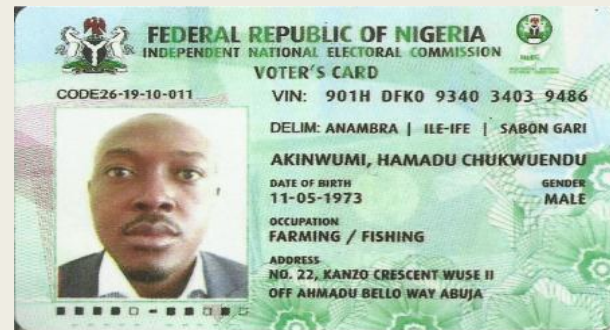 FEDERAL REPUBLIC OF NIGERIA
INDEPENDENT NATIONAL ELECTORAL COMMISSION
VOTER'S CARD
CODE26-19-10-011
VIN: 901H DFK0 9340 3403 9486
DELIM: ANAMBRA | ILE-IFE | SABON GARI
AKINWUMI, HAMADU CHUKWUENDU
DATE OF BIRTH
GENDER
11-05-1973
MALE
OCCUPATION
FARMING / FISHING
ADDRESS
NO. 22, KANZO CRESCENT WUSE II
OFF AHMADU BELLO WAY ABUJA